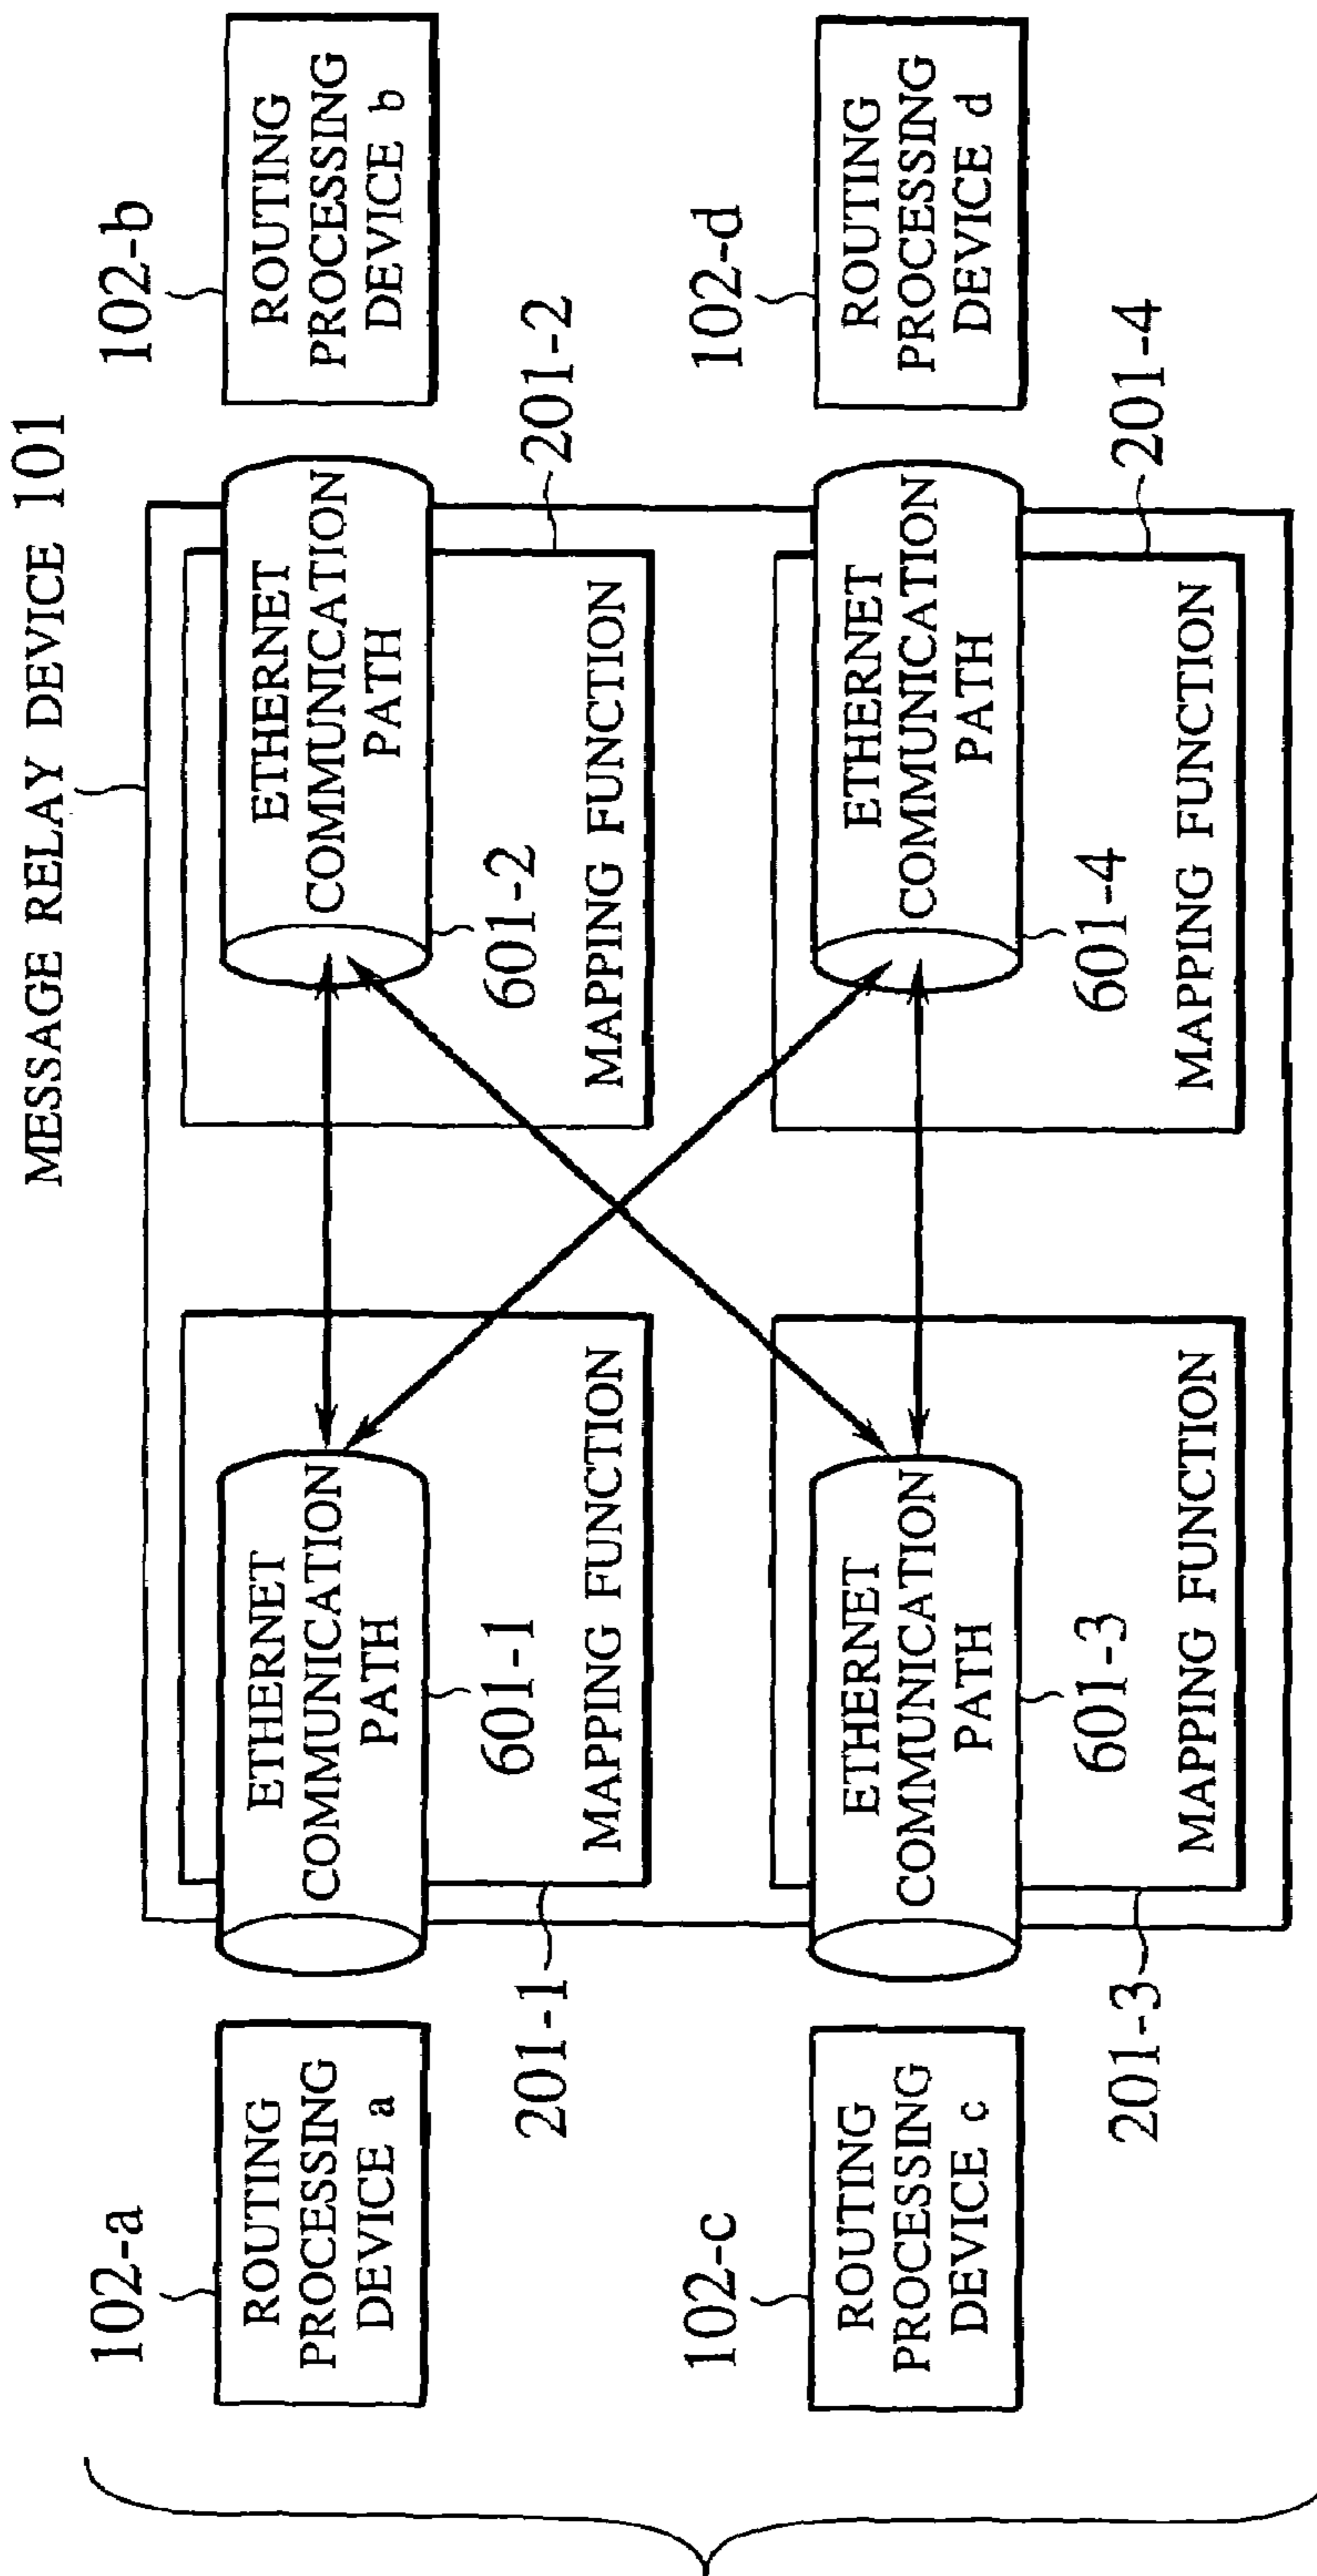 MESSAGE RELAY DEVICE 101
102-a
ROUTING
PROCESSING
DEVICE a
ETHERNET
COMMUNICATION
PATH
601-1
MAPPING FUNCTION
201-1
ETHERNET
COMMUNICATION
PATH
601-2
MAPPING FUNCTION
201-2
102-b
ROUTING
PROCESSING
DEVICE b
102-c
ROUTING
PROCESSING
DEVICE c
ETHERNET
COMMUNICATION
PATH
601-3
MAPPING FUNCTION
201-3
ETHERNET
COMMUNICATION
PATH
601-4
MAPPING FUNCTION
201-4
102-d
ROUTING
PROCESSING
DEVICE d